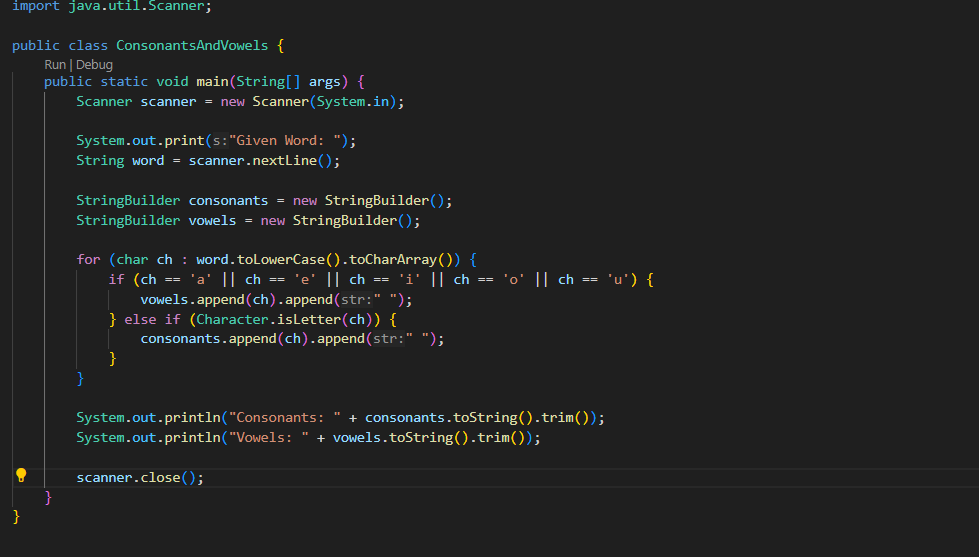 import java.util.Scanner;
public class ConsonantsAndVowels {
Run | Debug
public static void main(String[] args) {
Scanner scanner = new Scanner(System.in);
System.out.print(s:"Given Word: ");
String word = scanner.nextLine();
StringBuilder consonants = new StringBuilder();
StringBuilder vowels = new StringBuilder();
for (char ch : word.toLowerCase().toCharArray()) {
if (ch == 'a' || ch == 'e' || ch == 'i' || ch == 'o' || ch == 'u') {
vowels.append(ch).append(str:" ");
} else if (Character.isLetter(ch)) {
consonants.append(ch).append(str:" ");
}
}
System.out.println("Consonants: " + consonants.toString().trim());
System.out.println("Vowels: " + vowels.toString().trim());
scanner.close();
}
}